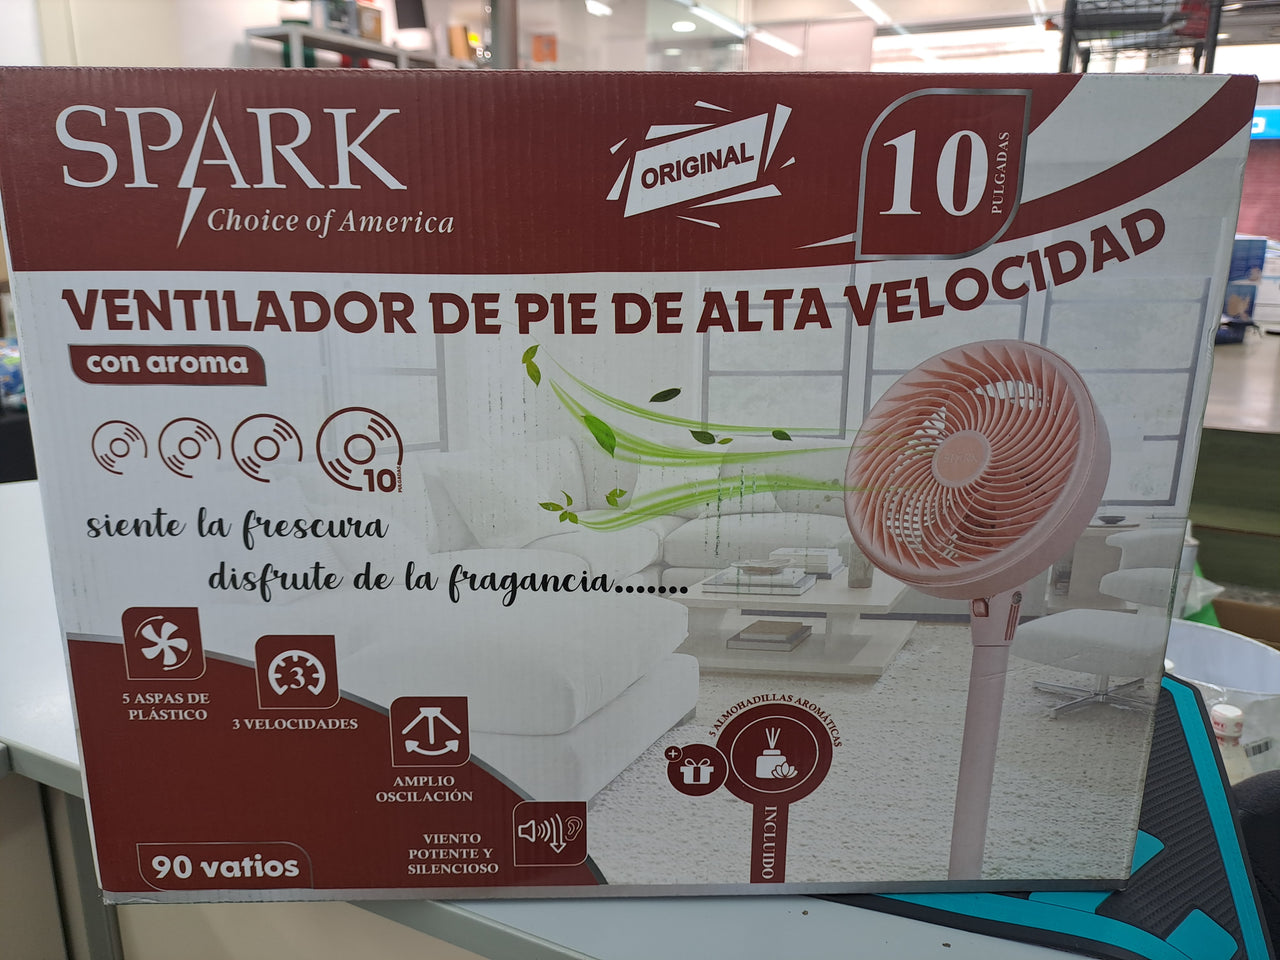 SPARK
Choice of America
ORIGINAL
10
PULGADAS
VENTILADOR DE PIE DE ALTA VELOCIDAD
con aroma
10
PULGADAS
siente la frescura
disfrute de la fragancia.......
SPARK
5 ASPAS DE
PLÁSTICO
3
3 VELOCIDADES
AMPLIO
OSCILACIÓN
VIENTO
POTENTE Y
SILENCIOSO
90 vatios
5 ALMOHADILLAS AROMÁTICAS
+
INCLUIDO